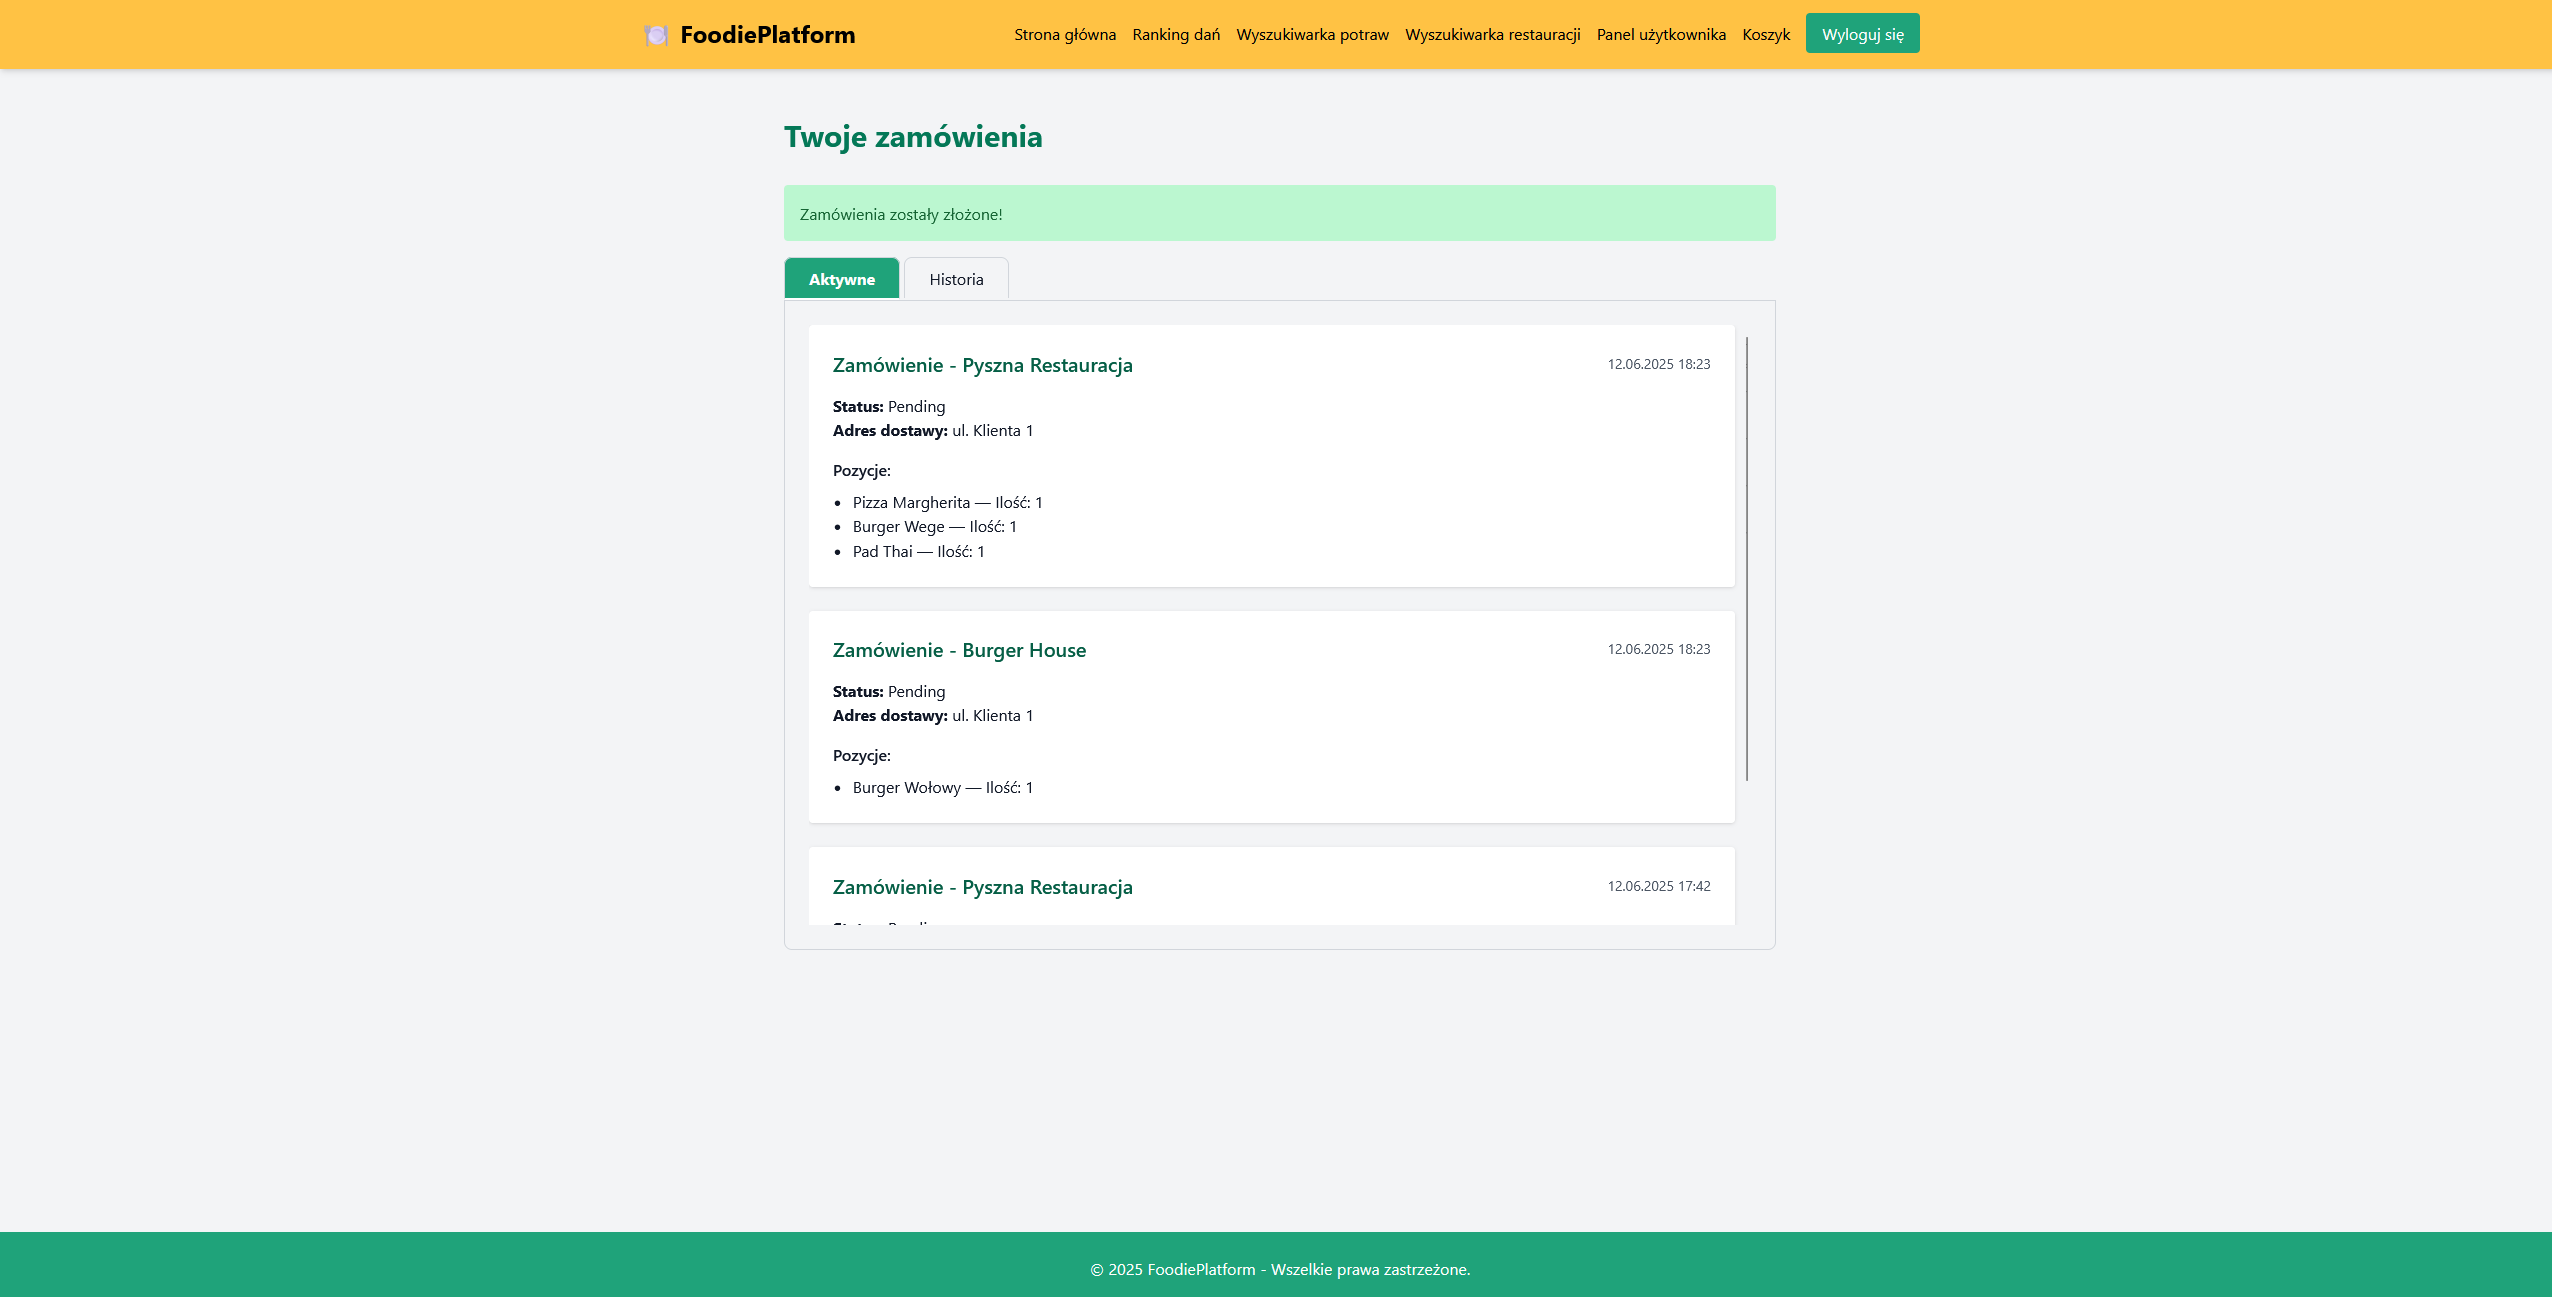 FoodiePlatform
Strona główna Ranking dań Wyszukiwarka potraw Wyszukiwarka restauracji Panel użytkownika Koszyk Wyloguj się
Twoje zamówienia
Zamówienia zostały złożone!
Aktywne Historia
Zamówienie - Pyszna Restauracja 12.06.2025 18:23
Status: Pending
Adres dostawy: ul. Klienta 1
Pozycje:
• Pizza Margherita — Ilość: 1
• Burger Wege — Ilość: 1
• Pad Thai — Ilość: 1
Zamówienie - Burger House 12.06.2025 18:23
Status: Pending
Adres dostawy: ul. Klienta 1
Pozycje:
• Burger Wołowy — Ilość: 1
Zamówienie - Pyszna Restauracja 12.06.2025 17:42
© 2025 FoodiePlatform - Wszelkie prawa zastrzeżone.